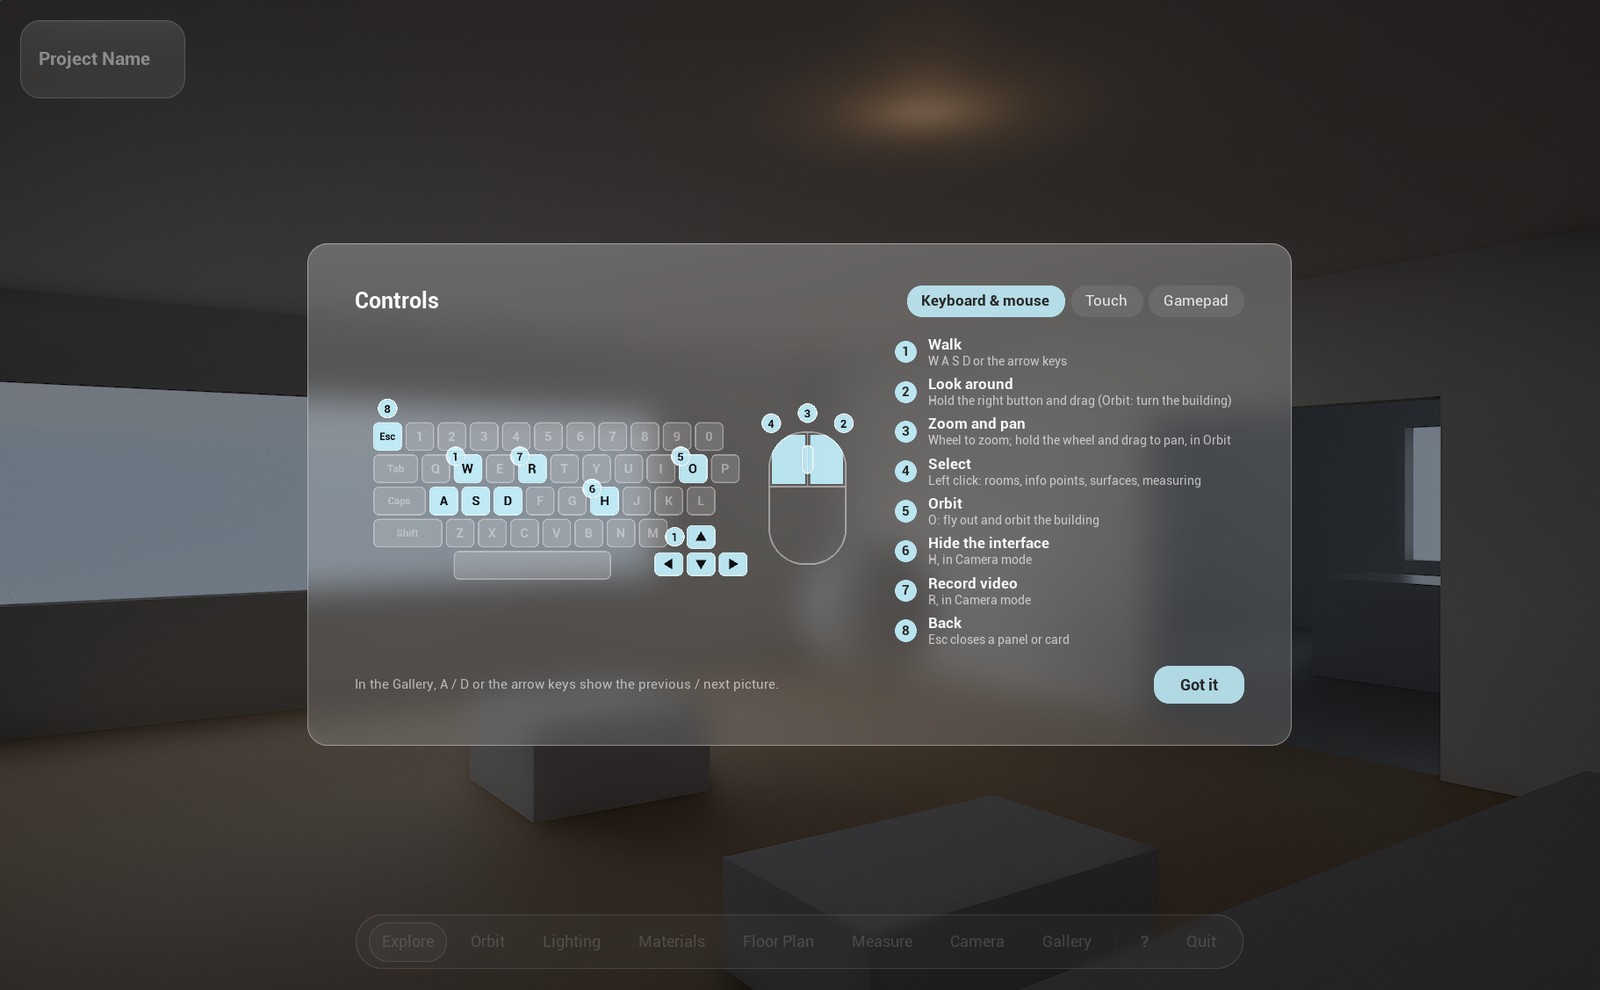 Project Name
Controls
Keyboard & mouse
Touch
Gamepad
8
Esc 1 2 3 4 5 6 7 8 9 0
1 7 5
Tab Q W E R T Y U I O P
6
Caps A S D F G H J K L
Shift Z X C V B N M 1 ▲
◀ ▼ ▶
4 3 2
1 Walk
W A S D or the arrow keys
2 Look around
Hold the right button and drag (Orbit: turn the building)
3 Zoom and pan
Wheel to zoom; hold the wheel and drag to pan, in Orbit
4 Select
Left click: rooms, info points, surfaces, measuring
5 Orbit
O: fly out and orbit the building
6 Hide the interface
H, in Camera mode
7 Record video
R, in Camera mode
8 Back
Esc closes a panel or card
In the Gallery, A / D or the arrow keys show the previous / next picture.
Got it
Explore Orbit Lighting Materials Floor Plan Measure Camera Gallery ? Quit